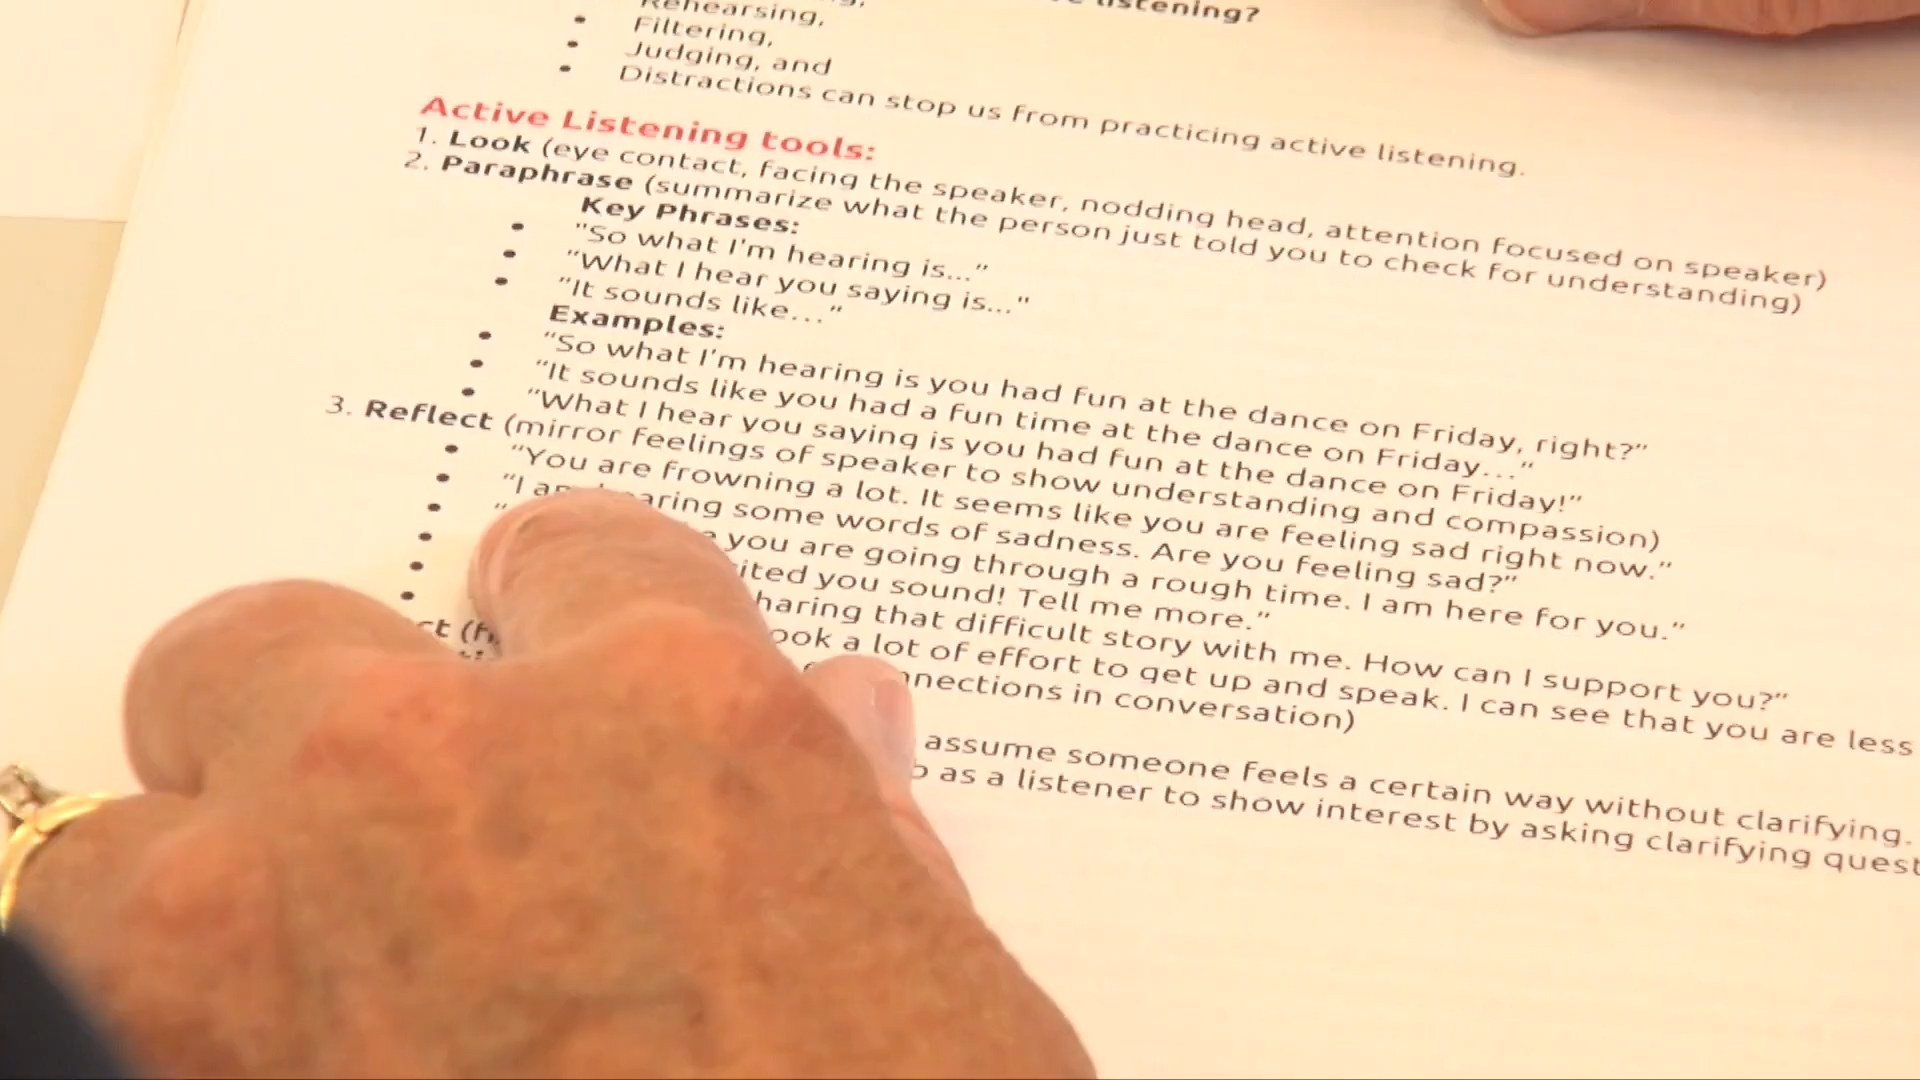 listening?
Rehearsing,
• Filtering,
• Judging, and
• Distractions can stop us from practicing active listening.
Active Listening tools:
1. Look (eye contact, facing the speaker, nodding head, attention focused on speaker)
2. Paraphrase (summarize what the person just told you to check for understanding)
Key Phrases:
• "So what I'm hearing is..."
• "What I hear you saying is..."
• "It sounds like..."
Examples:
• "So what I'm hearing is you had fun at the dance on Friday, right?"
• "It sounds like you had a fun time at the dance on Friday..."
• "What I hear you saying is you had fun at the dance on Friday!"
3. Reflect (mirror feelings of speaker to show understanding and compassion)
• "You are frowning a lot. It seems like you are feeling sad right now."
• "I am hearing some words of sadness. Are you feeling sad?"
• " you are going through a rough time. I am here for you."
• you sound! Tell me more."
• that difficult story with me. How can I support you?"
• a lot of effort to get up and speak. I can see that you are less
in conversation)
assume someone feels a certain way without clarifying.
as a listener to show interest by asking clarifying